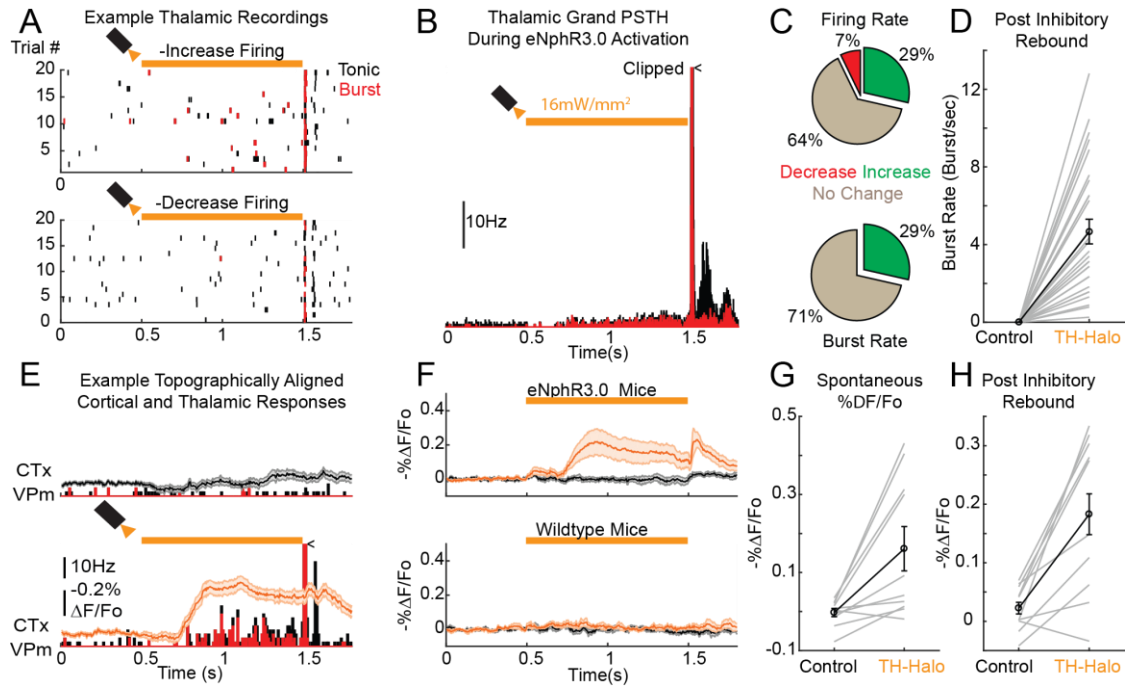 A
Example Thalamic Recordings
Trial #
-Increase Firing
20
15
10
5
1
0
Tonic
Burst
-Decrease Firing
20
15
10
5
1
0 0.5 1 1.5
B
Thalamic Grand PSTH
During eNphR3.0 Activation
Clipped <
16mW/mm²
10Hz
0 0.5 1 1.5
Time(s)
C
Firing Rate
7%
29%
64%
Decrease Increase
No Change
29%
71%
Burst Rate
D
Post Inhibitory
Rebound
Burst Rate (Burst/sec)
12
8
4
0
Control TH-Halo
E
Example Topographically Aligned
Cortical and Thalamic Responses
CTx
VPm
<
10Hz
-0.2%
ΔF/Fo
CTx
VPm
0 0.5 1 1.5
Time (s)
F
eNphR3.0 Mice
-%ΔF/Fo
0.4
0.2
0
Wildtype Mice
-%ΔF/Fo
0.4
0.2
0
0 0.5 1 1.5
Time (s)
G
Spontaneous
%DF/Fo
-%ΔF/Fo
0.5
0.3
0.1
-0.1
Control TH-Halo
H
Post Inhibitory
Rebound
-%ΔF/Fo
0.3
0.2
0.1
0
Control TH-Halo